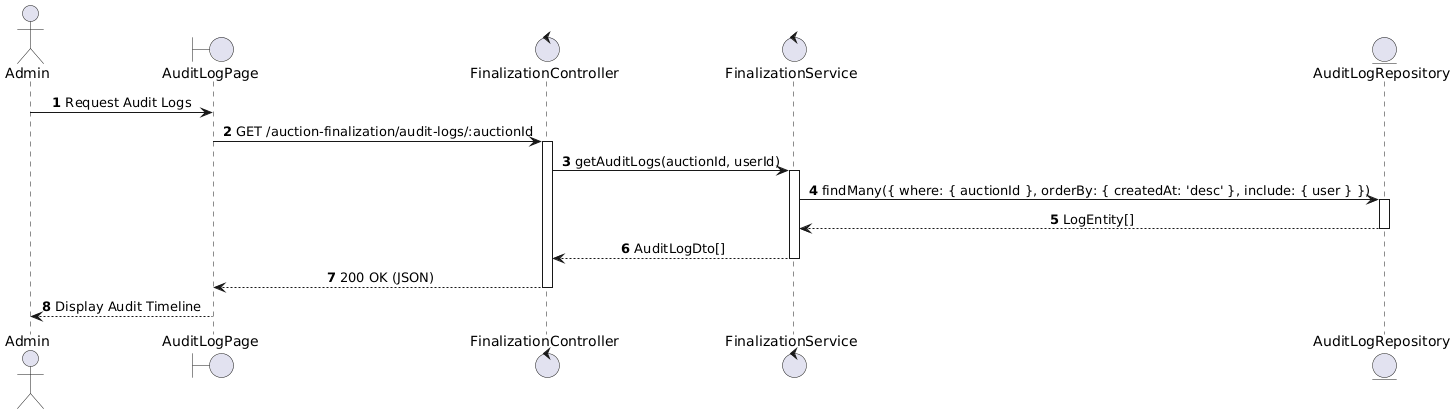 Admin
AuditLogPage
FinalizationController
FinalizationService
AuditLogRepository
1 Request Audit Logs
2 GET /auction-finalization/audit-logs/:auctionId
3 getAuditLogs(auctionId, userId)
4 findMany({ where: { auctionId }, orderBy: { createdAt: 'desc' }, include: { user } })
5 LogEntity[]
6 AuditLogDto[]
7 200 OK (JSON)
8 Display Audit Timeline
Admin
AuditLogPage
FinalizationController
FinalizationService
AuditLogRepository